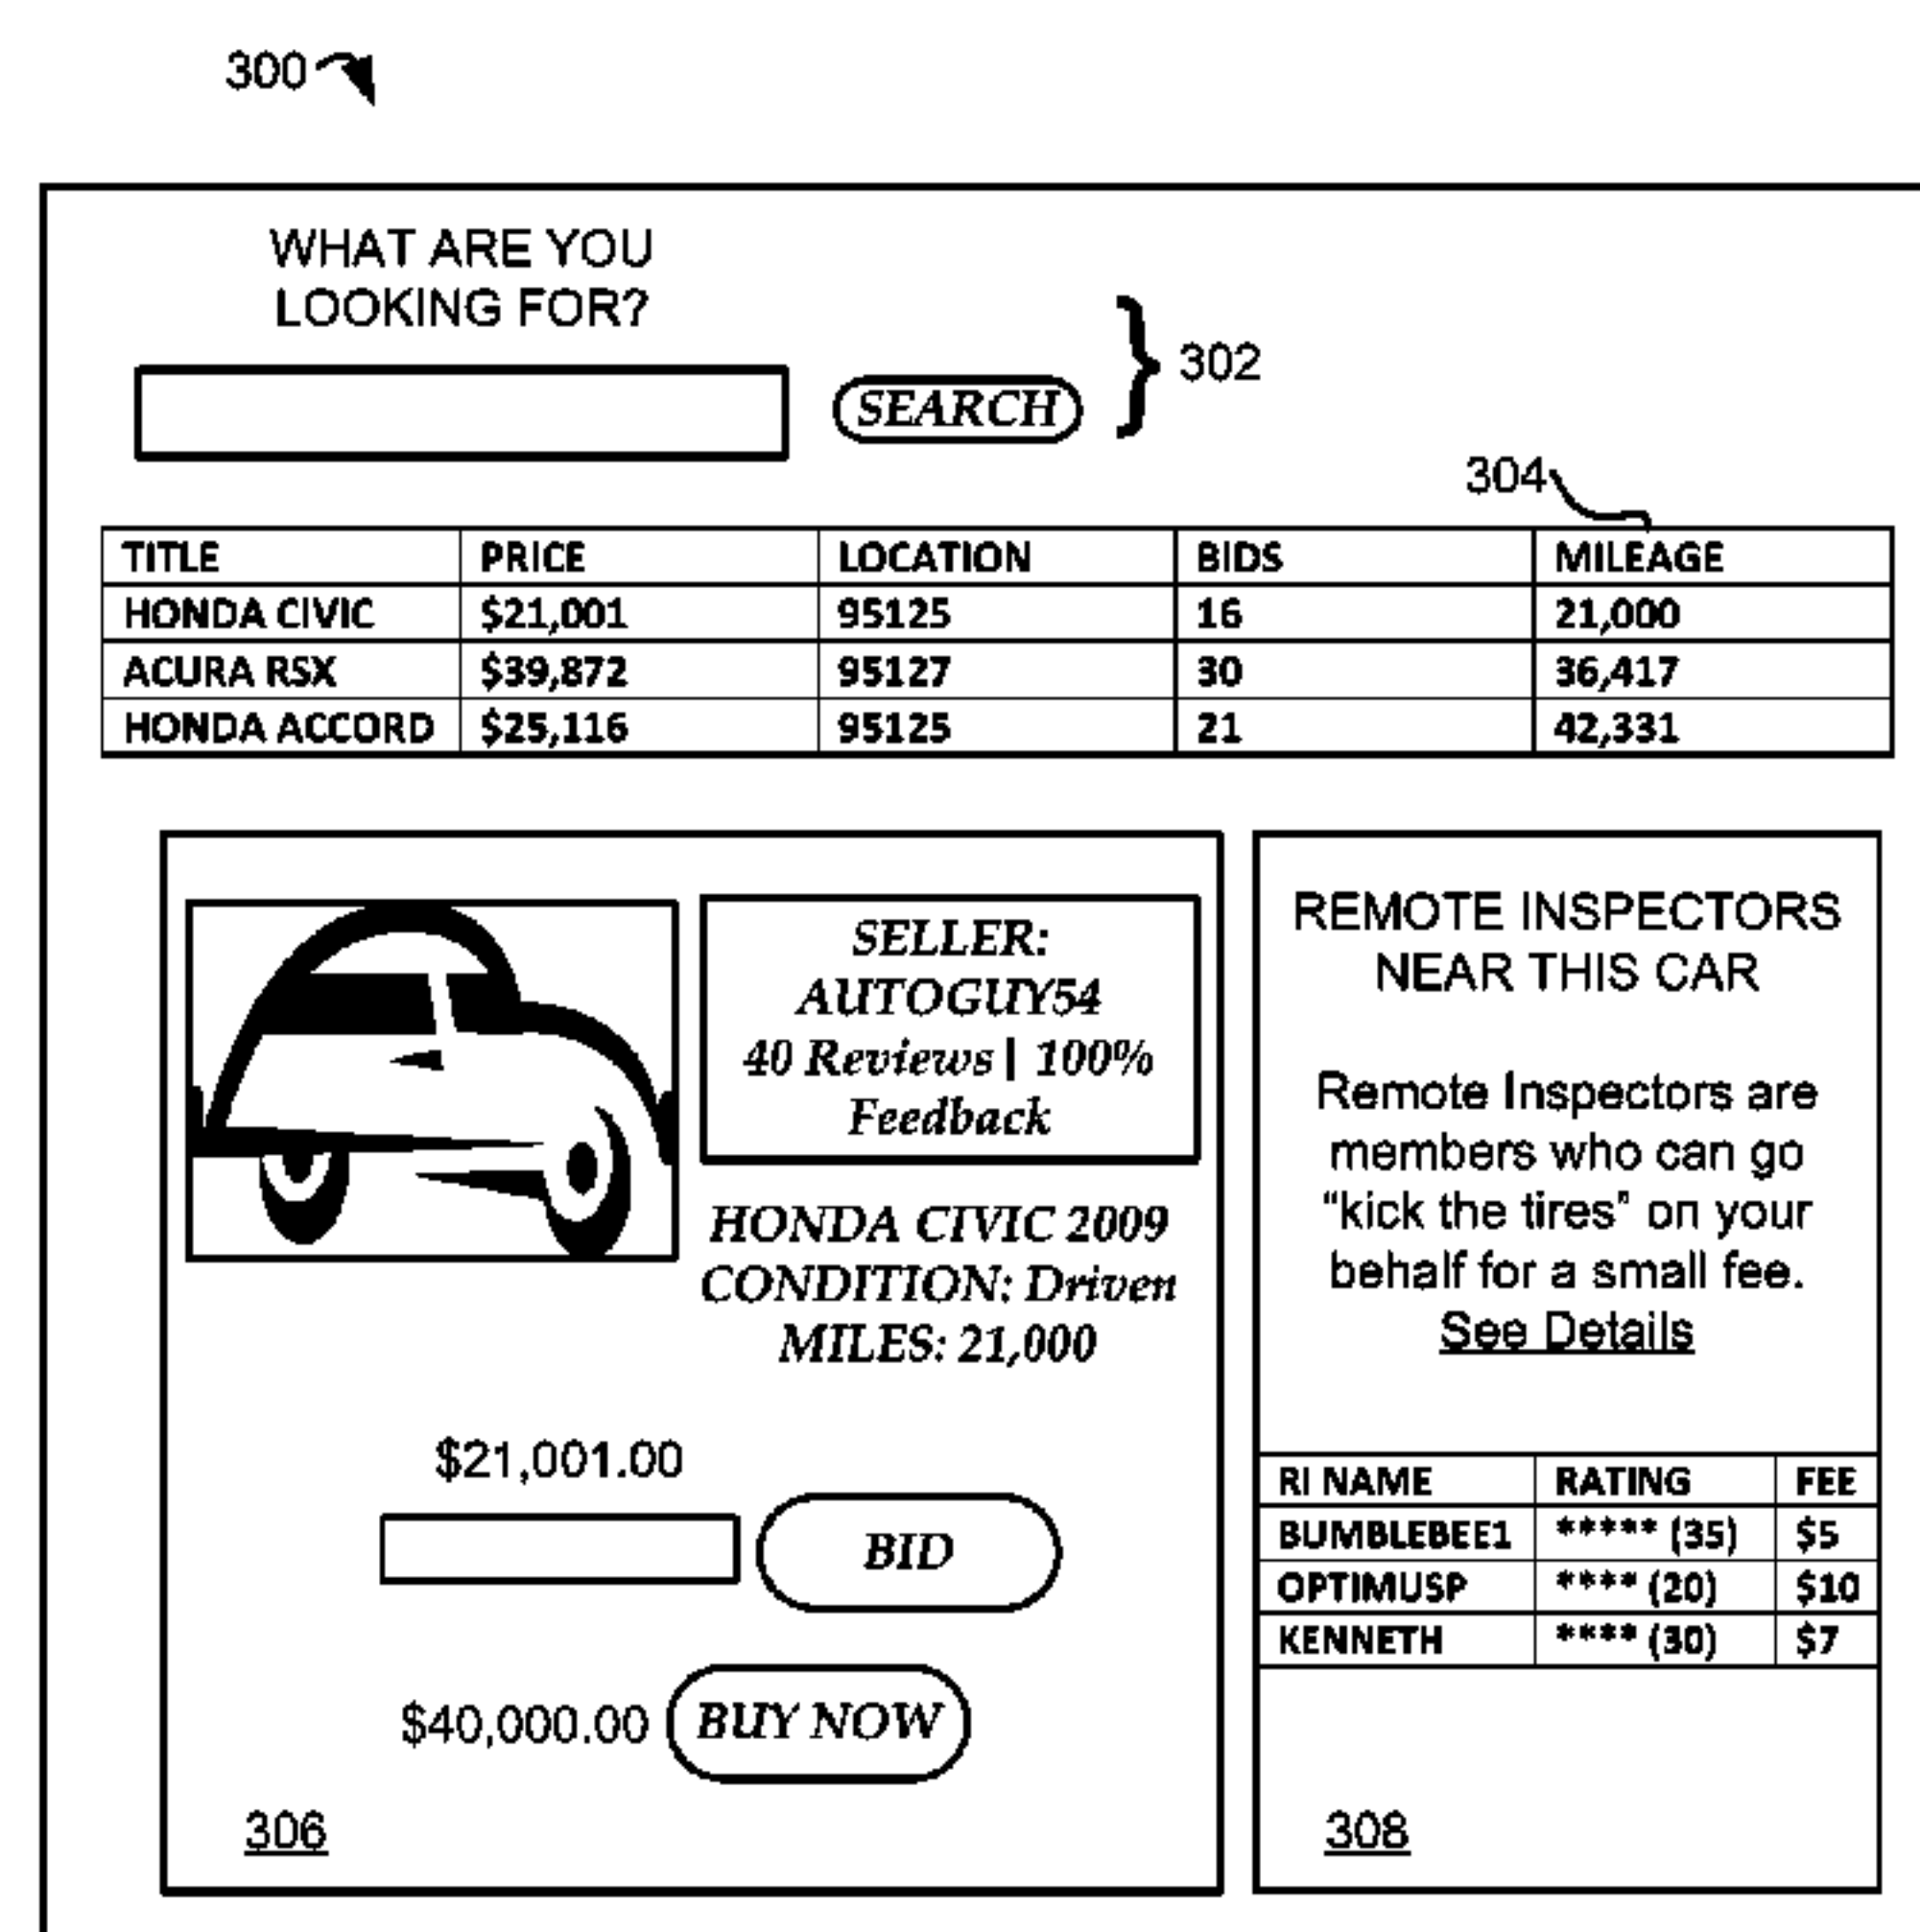 300
WHAT ARE YOU
LOOKING FOR?
SEARCH
302
304
TITLE PRICE LOCATION BIDS MILEAGE
HONDA CIVIC $21,001 95125 16 21,000
ACURA RSX $39,872 95127 30 36,417
HONDA ACCORD $25,116 95125 21 42,331
SELLER:
AUTOGUY54
40 Reviews | 100%
Feedback
HONDA CIVIC 2009
CONDITION: Driven
MILES: 21,000
$21,001.00
BID
$40,000.00 BUY NOW
306
REMOTE INSPECTORS
NEAR THIS CAR
Remote Inspectors are
members who can go
“kick the tires” on your
behalf for a small fee.
See Details
RI NAME RATING FEE
BUMBLEBEE1 ***** (35) $5
OPTIMUSP **** (20) $10
KENNETH **** (30) $7
308